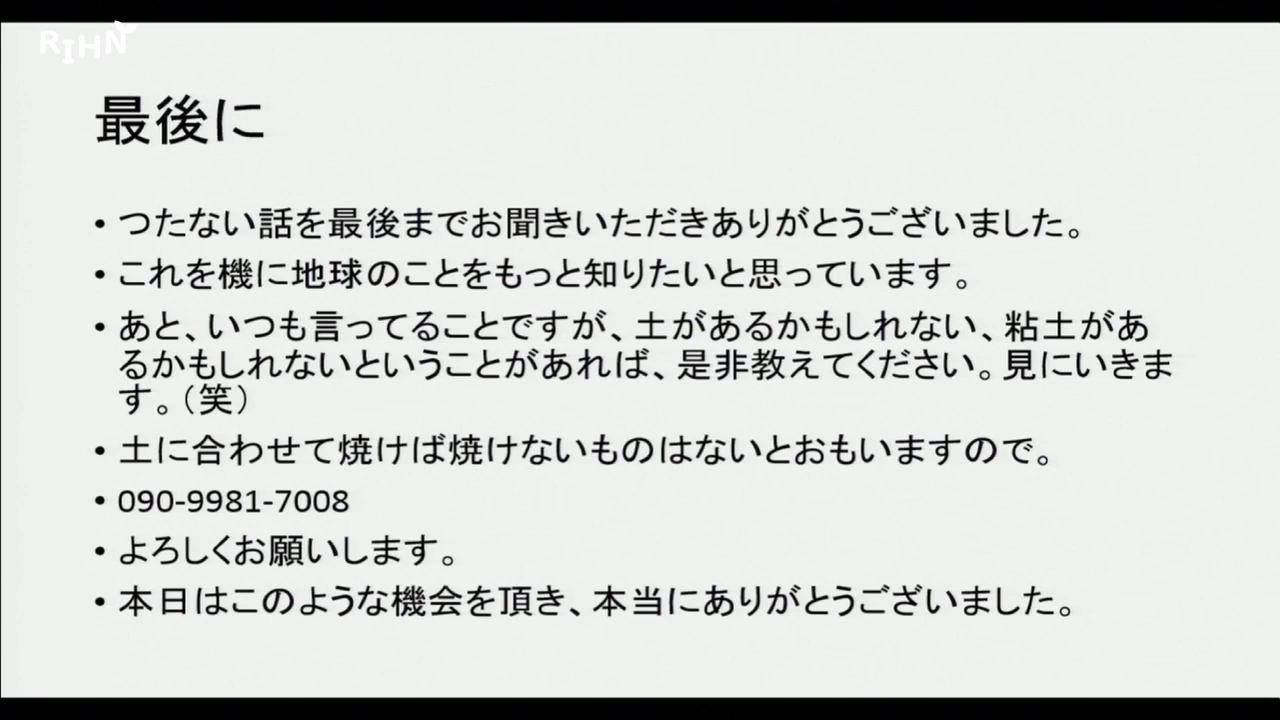 RIHN
最後に
• つたない話を最後までお聞きいただきありがとうございました。
• これを機に地球のことをもっと知りたいと思っています。
• あと、いつも言ってることですが、土があるかもしれない、粘土があ
るかもしれないということがあれば、是非教えてください。見にいきま
す。（笑）
• 土に合わせて焼けば焼けないものはないとおもいますので。
• 090-9981-7008
• よろしくお願いします。
• 本日はこのような機会を頂き、本当にありがとうございました。